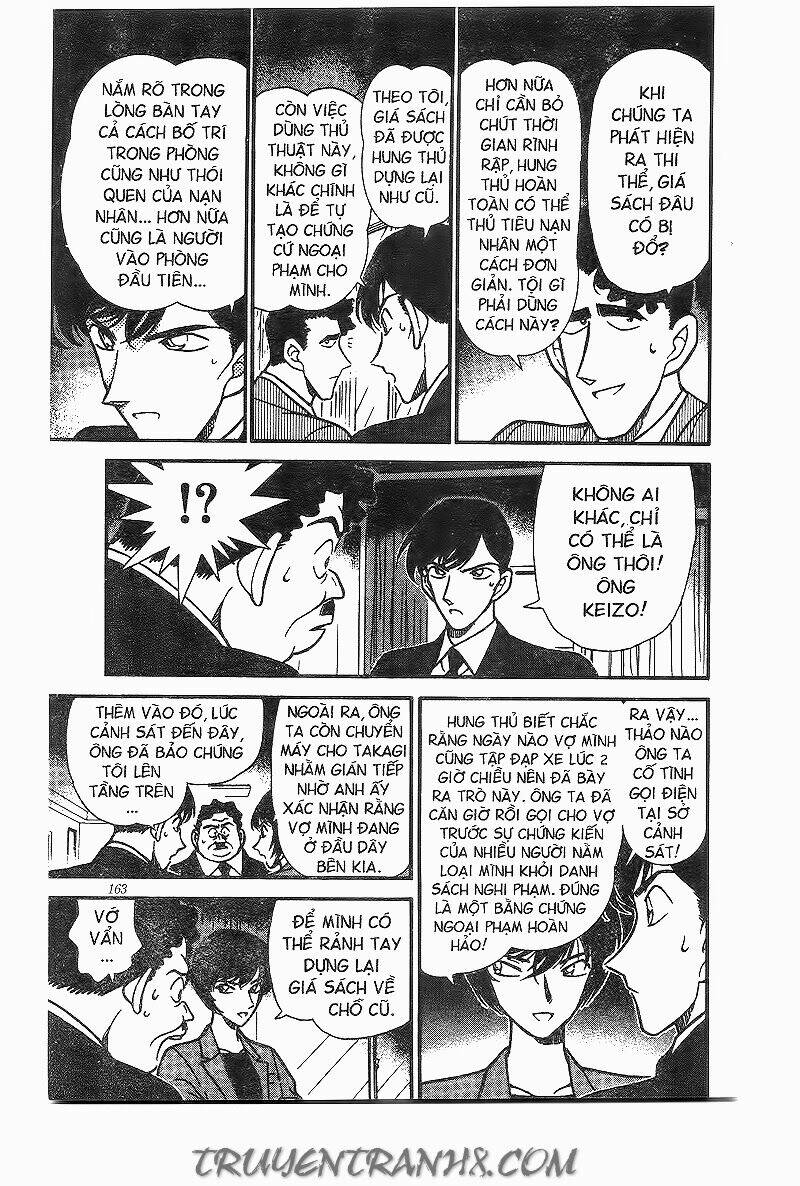 KHI
CHÚNG TA
PHÁT HIỆN
RA THI
THỂ, GIÁ
SÁCH ĐÂU
CÓ BỊ
ĐỔ?
HƠN NỮA
CHỈ CẦN BỎ
CHÚT THỜI
GIAN RÌNH
RẬP, HUNG
THỦ HOÀN
TOÀN CÓ THỂ
THỦ TIÊU NẠN
NHÂN MỘT
CÁCH ĐƠN
GIẢN. TỘI GÌ
PHẢI DÙNG
CÁCH NÀY?
THEO TÔI,
GIÁ SÁCH
ĐÃ ĐƯỢC
HUNG THỦ
DỰNG LẠI
NHƯ CŨ.
CÒN VIỆC
DÙNG THỦ
THUẬT NÀY,
KHÔNG GÌ
KHÁC CHÍNH
LÀ ĐỂ TỰ
TẠO CHỨNG
CỨ NGOẠI
PHẠM CHO
MÌNH.
NẮM RÕ TRONG
LÒNG BÀN TAY
CẢ CÁCH BỐ TRÍ
TRONG PHÒNG
CŨNG NHƯ THÓI
QUEN CỦA NẠN
NHÂN... HƠN NỮA
CŨNG LÀ NGƯỜI
VÀO PHÒNG
ĐẦU TIÊN...
KHÔNG AI
KHÁC, CHỈ
CÓ THỂ LÀ
ÔNG THÔI!
ÔNG
KEIZO!
!?
RA VẬY...
THẢO NÀO
ÔNG TA
CỐ TÌNH
GỌI ĐIỆN
TẠI SỞ
CẢNH
SÁT!
HUNG THỦ BIẾT CHẮC
RẰNG NGÀY NÀO VỢ MÌNH
CŨNG TẬP ĐẠP XE LÚC 2
GIỜ CHIỀU NÊN ĐÃ BÀY
RA TRÒ NÀY. ÔNG TA ĐÃ
CĂN GIỜ RỒI GỌI CHO VỢ
TRƯỚC SỰ CHỨNG KIẾN
CỦA NHIỀU NGƯỜI NẰM
LOẠI MÌNH KHỎI DANH
SÁCH NGHI PHẠM. ĐÚNG
LÀ MỘT BẰNG CHỨNG
NGOẠI PHẠM HOÀN
HẢO!
NGOÀI RA, ÔNG
TA CÒN CHUYỂN
MÁY CHO TAKAGI
NHẰM GIÁN TIẾP
NHỜ ANH ẤY
XÁC NHẬN RẰNG
VỢ MÌNH ĐANG
Ở ĐẦU DÂY
BÊN KIA.
THÊM VÀO ĐÓ, LÚC
CẢNH SÁT ĐẾN ĐÂY,
ÔNG ĐÃ BẢO CHÚNG
TÔI LÊN
TẦNG TRÊN
...
163
ĐỂ MÌNH CÓ
THỂ RẢNH TAY
DỰNG LẠI
GIÁ SÁCH VỀ
CHỖ CŨ.
VỚ
VẨN
...
TRUYENTRANH8.COM